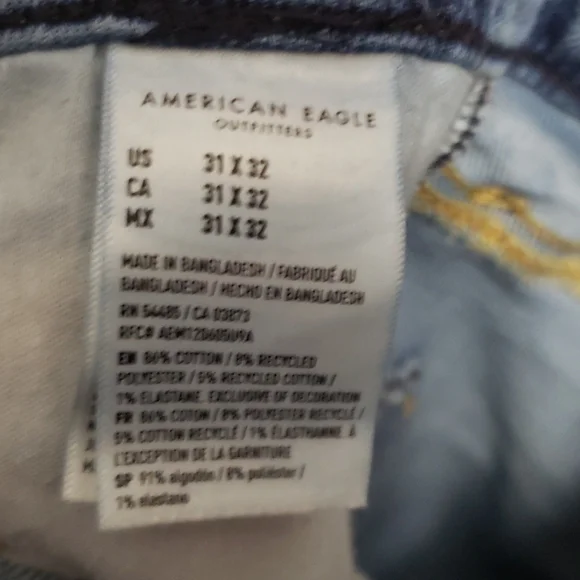 AMERICAN EAGLE
OUTFITTERS
US 31 X 32
CA 31 X 32
MX 31 X 32
MADE IN BANGLADESH / FABRIQUÉ AU
BANGLADESH / HECHO EN BANGLADESH
RN 54485 / CA 03873
RFC# AEM120605U9A
EN 86% COTTON / 8% RECYCLED
POLYESTER / 5% RECYCLED COTTON /
1% ELASTANE. EXCLUSIVE OF DECORATION
FR 86% COTON / 8% POLYESTER RECYCLÉ /
5% COTTON RECYCLÉ / 1% ÉLASTHANNE. À
L'EXCEPTION DE LA GARNITURE
SP 91% algodón / 8% poliéster /
1% elastano